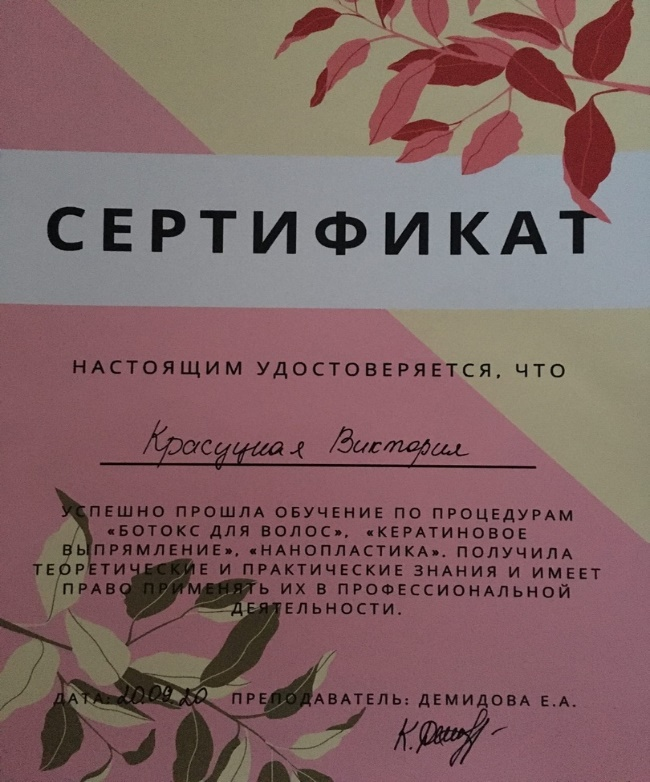 СЕРТИФИКАТ
НАСТОЯЩИМ УДОСТОВЕРЯЕТСЯ, ЧТО
Красуцкая Виктория
УСПЕШНО ПРОШЛА ОБУЧЕНИЕ ПО ПРОЦЕДУРАМ
«БОТОКС ДЛЯ ВОЛОС», «КЕРАТИНОВОЕ
ВЫПРЯМЛЕНИЕ», «НАНОПЛАСТИКА». ПОЛУЧИЛА
ТЕОРЕТИЧЕСКИЕ И ПРАКТИЧЕСКИЕ ЗНАНИЯ И ИМЕЕТ
ПРАВО ПРИМЕНЯТЬ ИХ В ПРОФЕССИОНАЛЬНОЙ
ДЕЯТЕЛЬНОСТИ.
ДАТА: 20.09.20 ПРЕПОДАВАТЕЛЬ: ДЕМИДОВА Е.А.